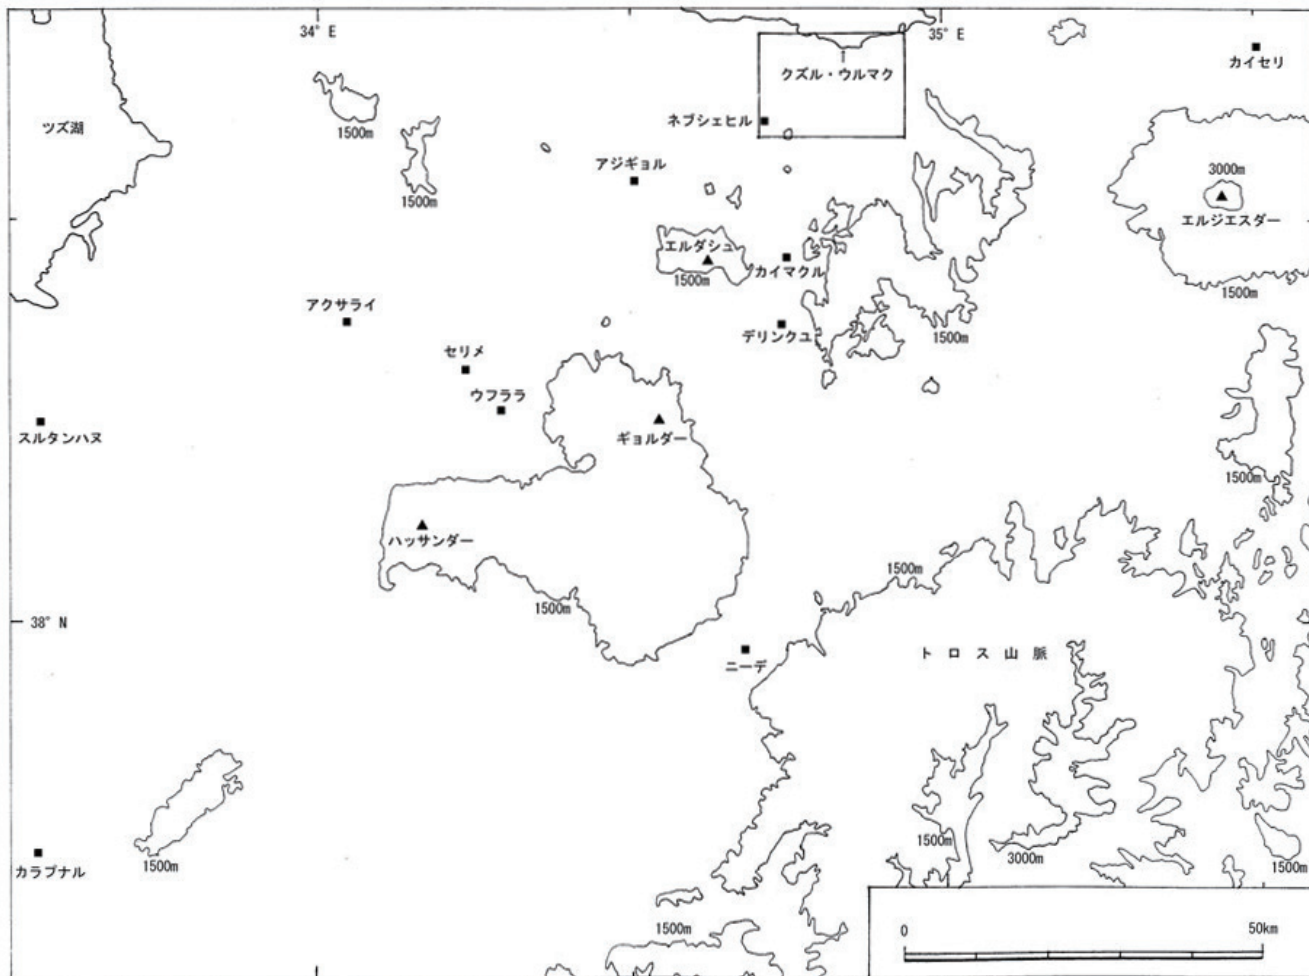 34° E
35° E
カイセリ
クズル・ウルマク
ツズ湖
ネブシェヒル
1500m
アジギョル
3000m
1500m
エルジエスダー
エルダシュ
カイマクル
1500m
1500m
アクサライ
デリンクユ
1500m
セリメ
ウフララ
スルタンハヌ
ギョルダー
1500m
ハッサンダー
1500m
1500m
38° N
トロス山脈
ニーデ
1500m
3000m
1500m
1500m
カラプナル
1500m
0
50km